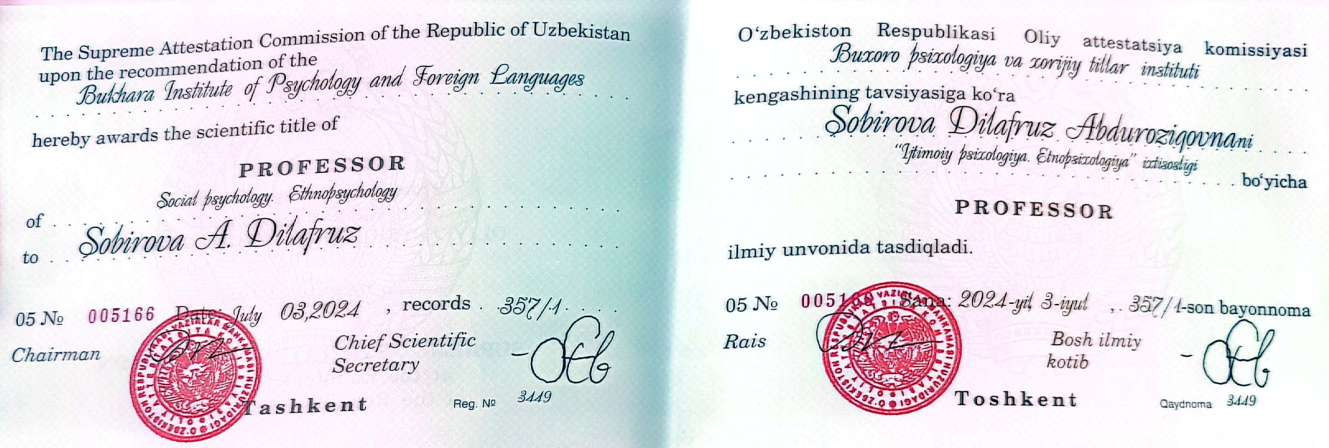 The Supreme Attestation Commission of the Republic of Uzbekistan
upon the recommendation of the
Bukhara Institute of Psychology and Foreign Languages
hereby awards the scientific title of
PROFESSOR
Social psychology. Ethnopsychology
of
to Sobirova A. Dilafruz
05 № 005166 Date: July 03,2024 , records 357/1
Chairman
Chief Scientific
Secretary
Tashkent
Reg. № 3449
O‘zbekiston Respublikasi Oliy attestatsiya komissiyasi
Buxoro psixologiya va xorijiy tillar instituti
kengashining tavsiyasiga ko‘ra
Sobirova Dilafruz Abduroziqovnani
"Ijtimoiy psixologiya. Etnopsixologiya" ixtisosligi
bo‘yicha
PROFESSOR
ilmiy unvonida tasdiqladi.
05 № Sana: 2024-yil, 3-iyul , 357/1-son bayonnoma
Rais
Bosh ilmiy
kotib
Toshkent
Qaydnoma 3449